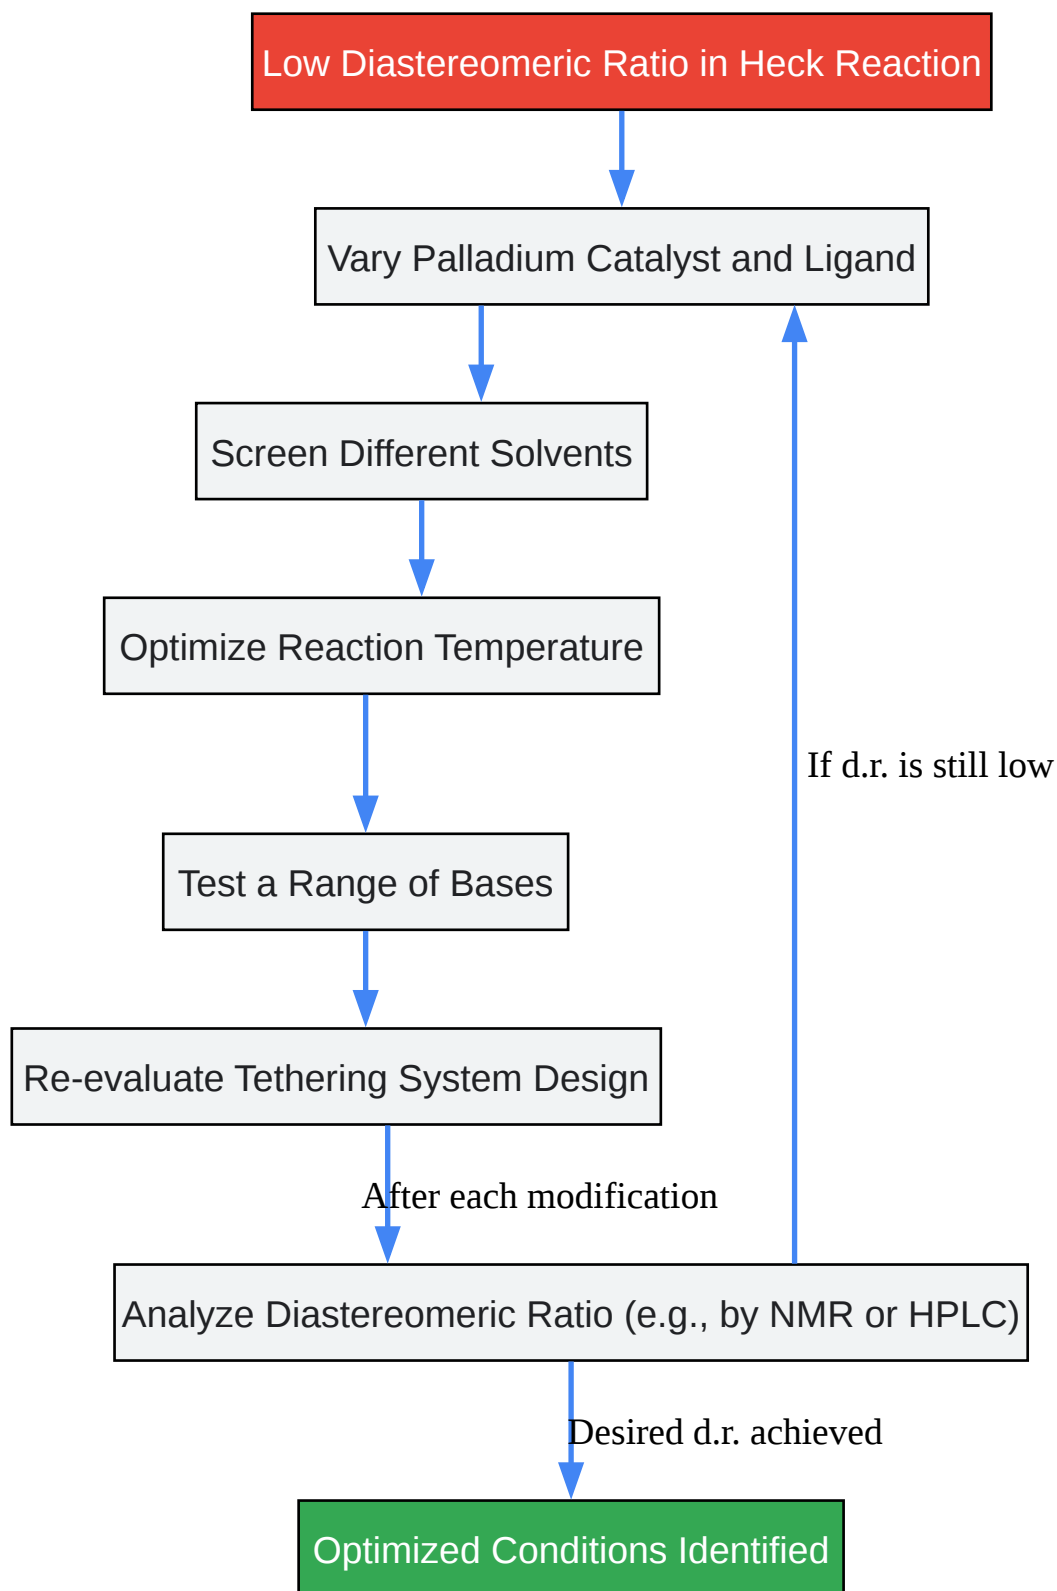 Low Diastereomeric Ratio in Heck Reaction
Vary Palladium Catalyst and Ligand
Screen Different Solvents
Optimize Reaction Temperature
If d.r. is still low
Test a Range of Bases
Re-evaluate Tethering System Design
After each modification
Analyze Diastereomeric Ratio (e.g., by NMR or HPLC)
Desired d.r. achieved
Optimized Conditions Identified